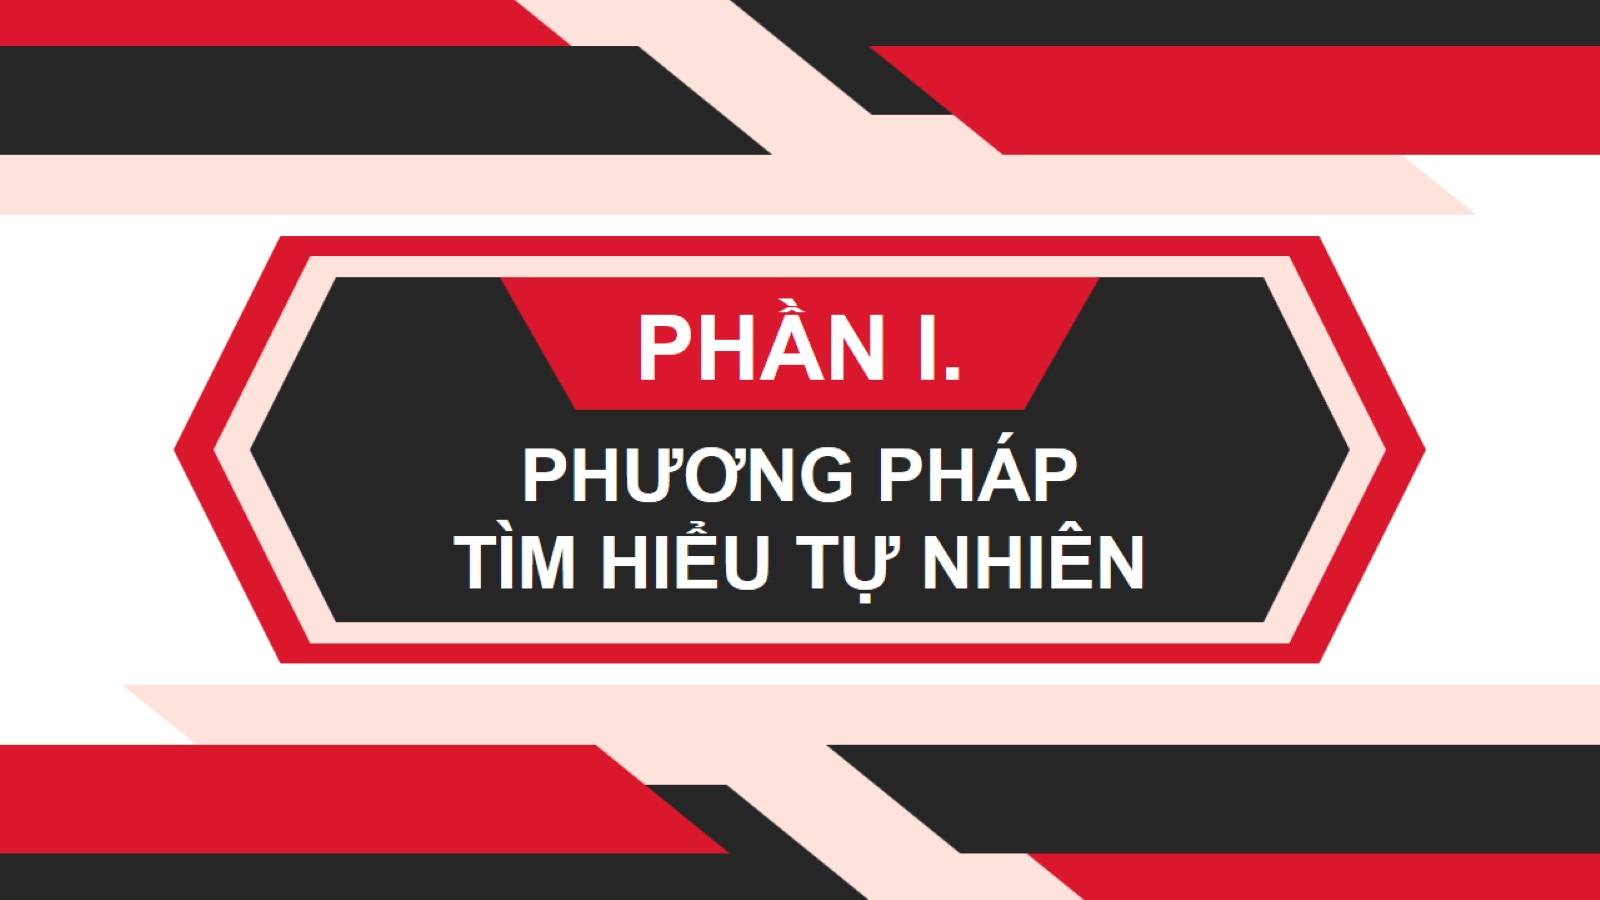 PHẦN I.
PHƯƠNG PHÁP
TÌM HIỂU TỰ NHIÊN